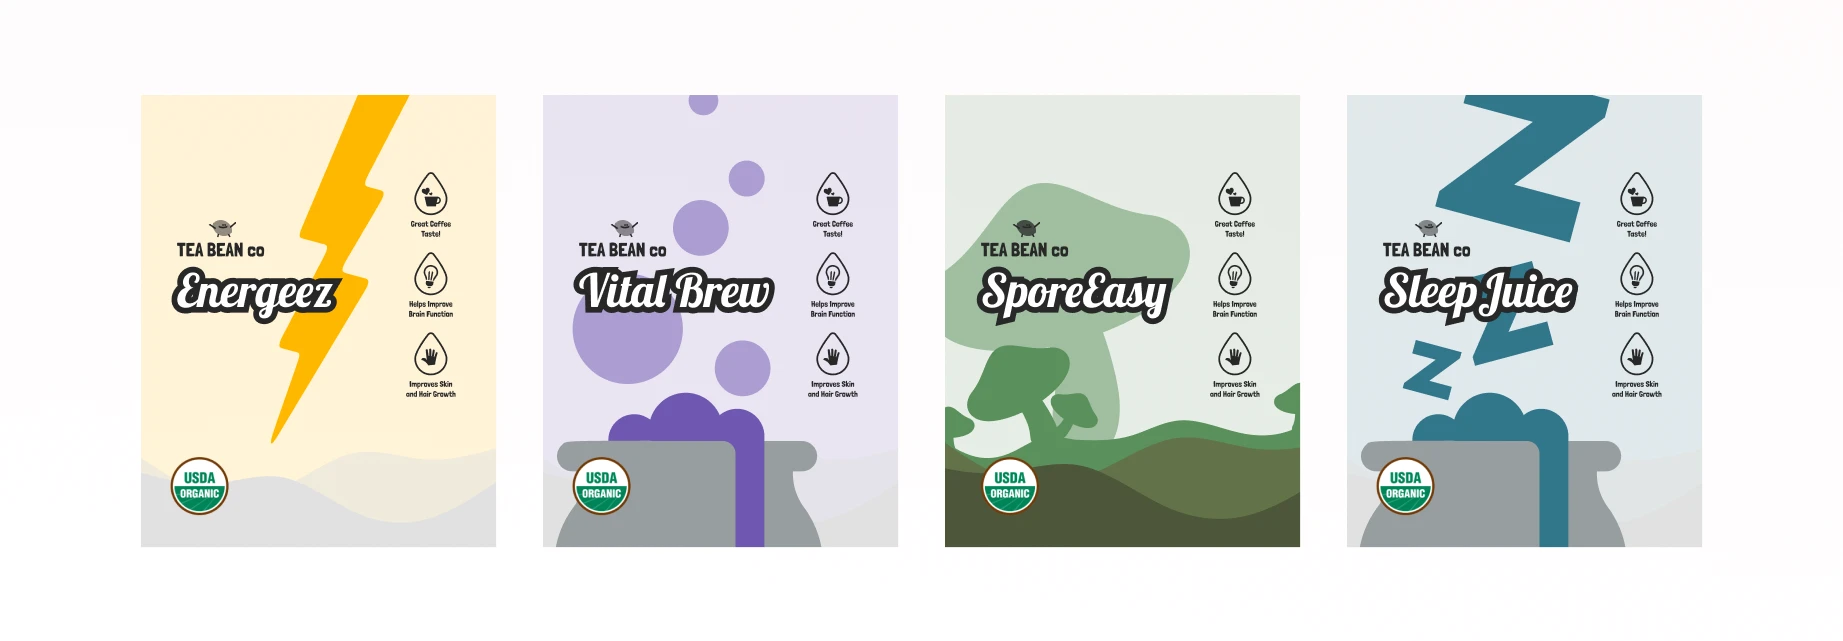 TEA BEAN CO
Energeez
Great Coffee
Taste!
Helps Improve
Brain Function
Improves Skin
and Hair Growth
USDA
ORGANIC
TEA BEAN CO
Vital Brew
Great Coffee
Taste!
Helps Improve
Brain Function
Improves Skin
and Hair Growth
USDA
ORGANIC
TEA BEAN CO
SporeEasy
Great Coffee
Taste!
Helps Improve
Brain Function
Improves Skin
and Hair Growth
USDA
ORGANIC
Z
Z
Z
TEA BEAN CO
Sleep Juice
Great Coffee
Taste!
Helps Improve
Brain Function
Improves Skin
and Hair Growth
USDA
ORGANIC